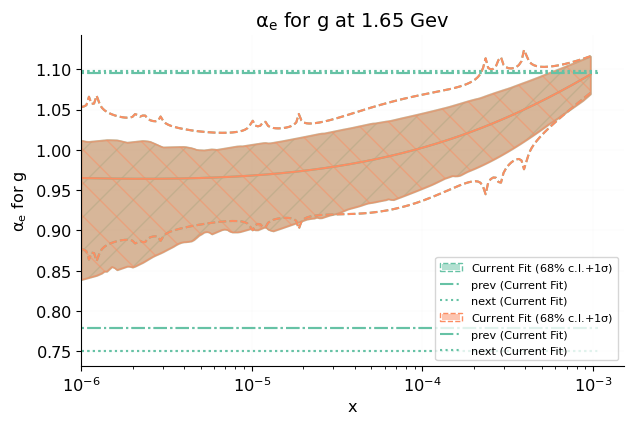 αₑ for g at 1.65 Gev
αₑ for g
1.10
1.05
1.00
0.95
0.90
0.85
0.80
0.75
Current Fit (68% c.l.+1σ)
prev (Current Fit)
next (Current Fit)
Current Fit (68% c.l.+1σ)
prev (Current Fit)
next (Current Fit)
10⁻⁶ 10⁻⁵ 10⁻⁴ 10⁻³
x